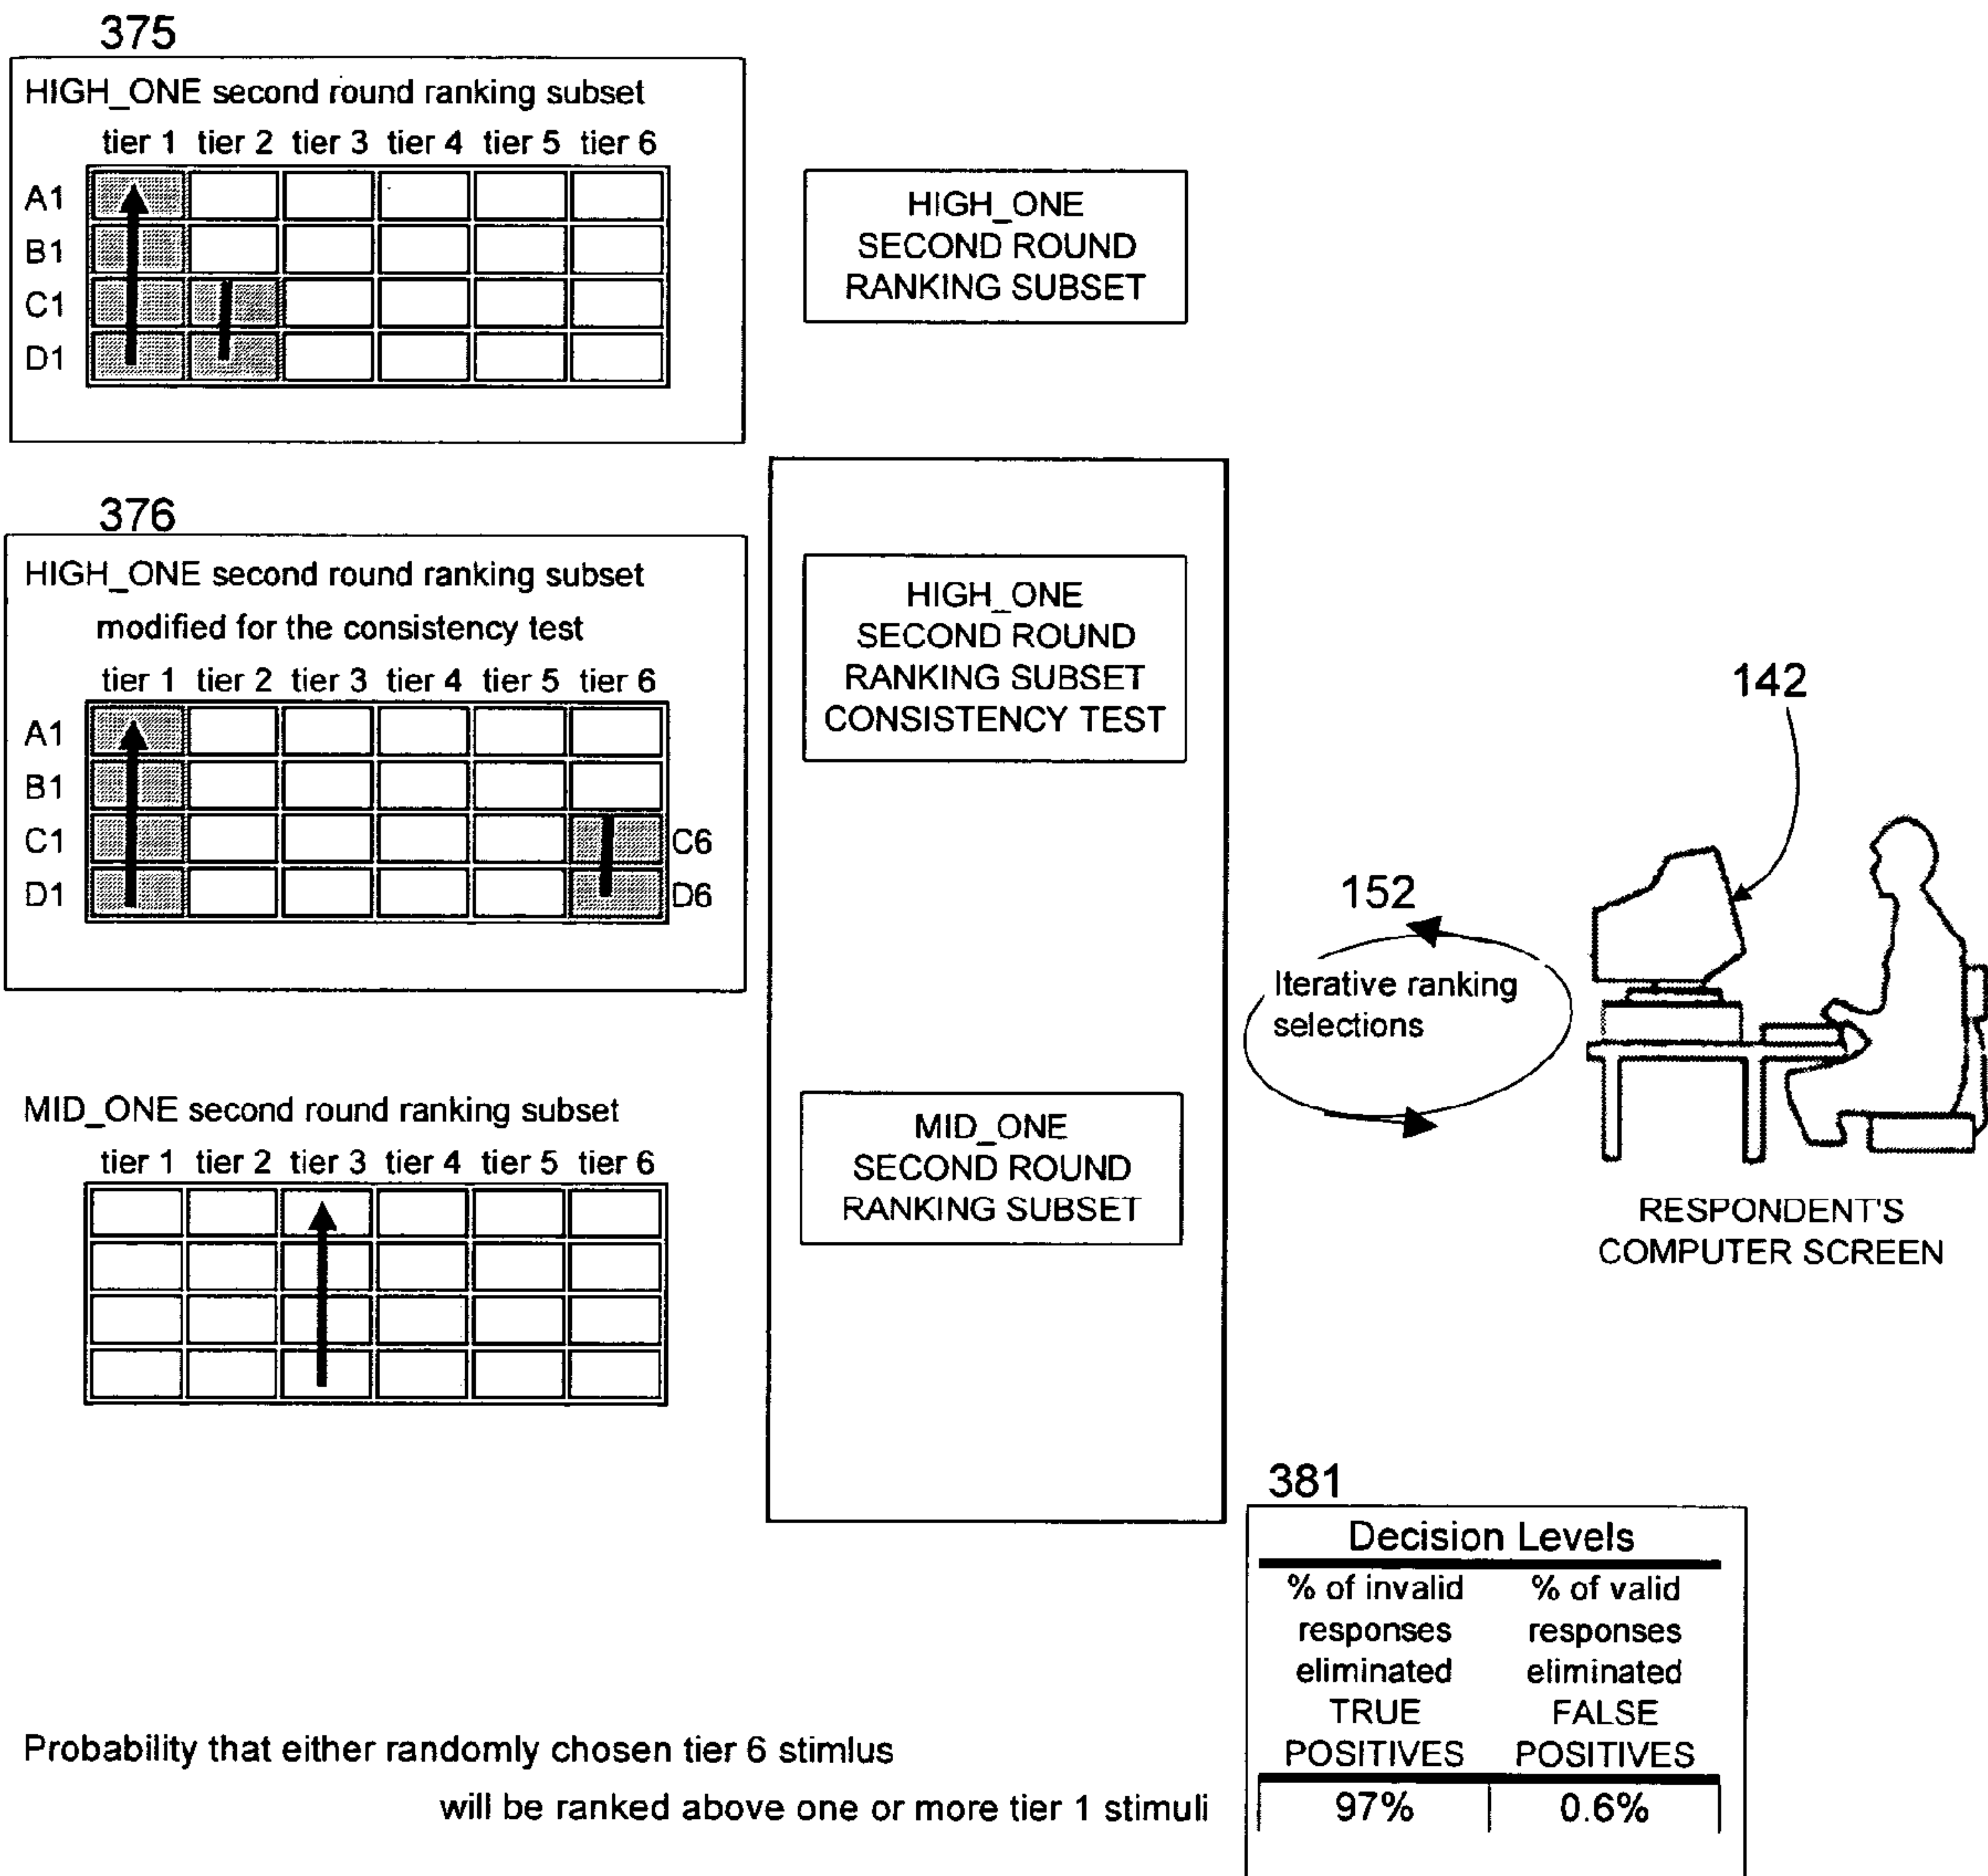 375
HIGH_ONE second round ranking subset
tier 1 tier 2 tier 3 tier 4 tier 5 tier 6
A1
B1
C1
D1
HIGH_ONE
SECOND ROUND
RANKING SUBSET
376
HIGH_ONE second round ranking subset
modified for the consistency test
tier 1 tier 2 tier 3 tier 4 tier 5 tier 6
A1
B1
C1 C6
D1 D6
HIGH_ONE
SECOND ROUND
RANKING SUBSET
CONSISTENCY TEST
142
152
Iterative ranking
selections
MID_ONE second round ranking subset
tier 1 tier 2 tier 3 tier 4 tier 5 tier 6
MID_ONE
SECOND ROUND
RANKING SUBSET
RESPONDENT'S
COMPUTER SCREEN
381
Decision Levels
% of invalid % of valid
responses responses
eliminated eliminated
TRUE FALSE
POSITIVES POSITIVES
97% 0.6%
Probability that either randomly chosen tier 6 stimlus
will be ranked above one or more tier 1 stimuli